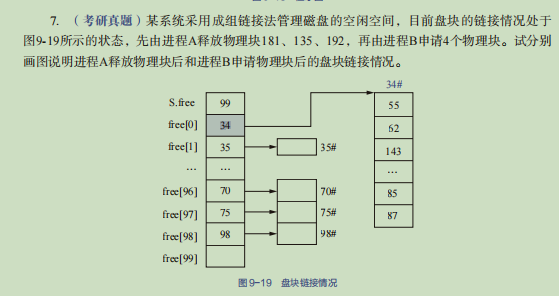 7. （考研真题）某系统采用成组链接法管理磁盘的空闲空间，目前盘块的链接情况处于
图9-19所示的状态，先由进程A释放物理块181、135、192，再由进程B申请4个物理块。试分别
画图说明进程A释放物理块后和进程B申请物理块后的盘块链接情况。
34#
S.free 99 55
free[0] 34 62
free[1] 35 35# 143
… … …
free[96] 70 70# 85
free[97] 75 75# 87
free[98] 98 98#
free[99]
图9-19 盘块链接情况